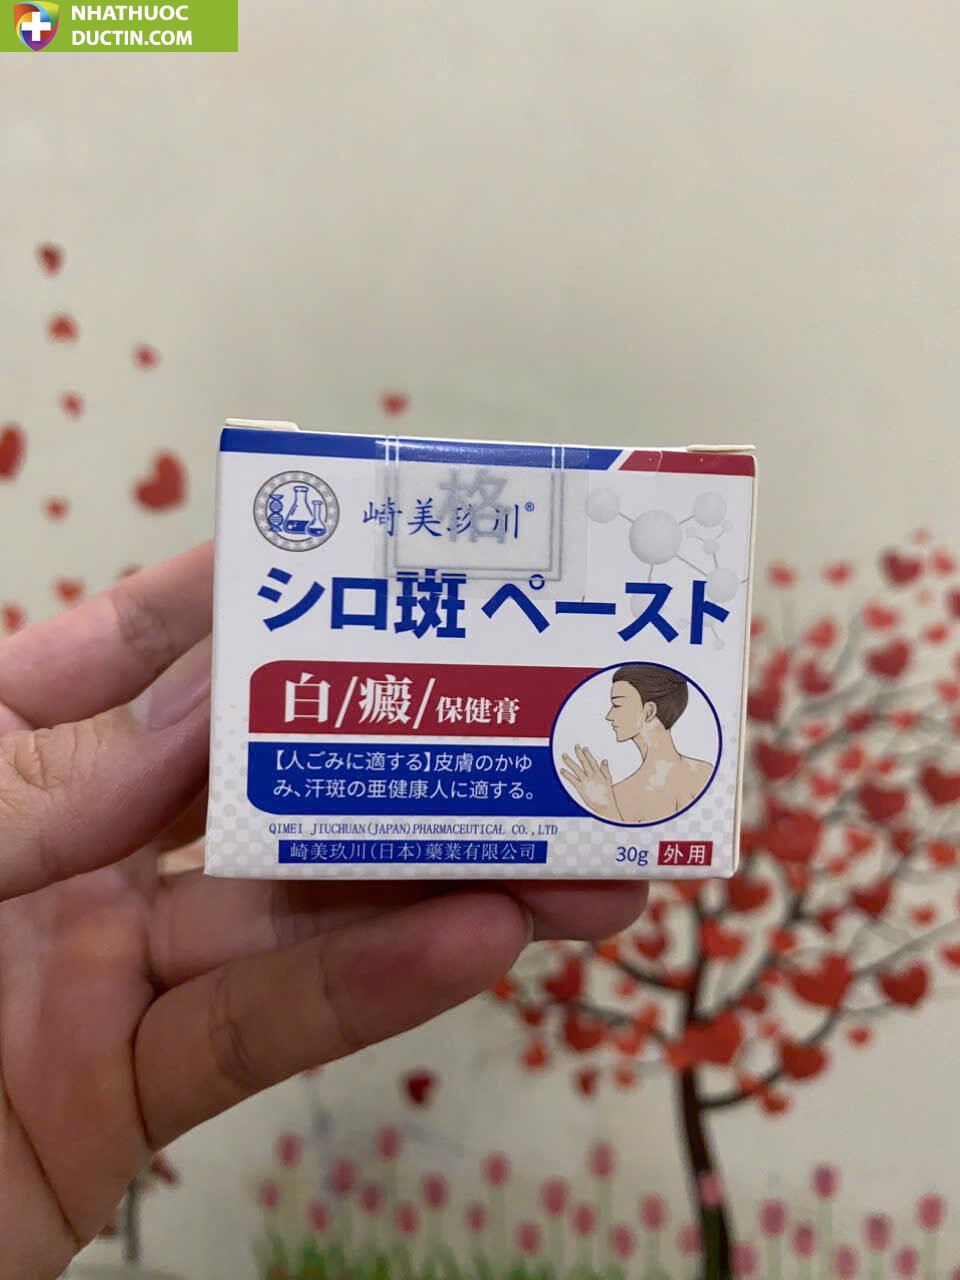 NHATHUOC
DUCTIN.COM
格
崎美玖川®
シロ斑 ペースト
白/癜/保健膏
【人ごみに適する】皮膚のかゆ
み、汗斑の亜健康人に適する。
QIMEI JIUCHUAN(JAPAN)PHARMACEUTICAL CO.,LTD
崎美玖川(日本)藥業有限公司
30g 外用